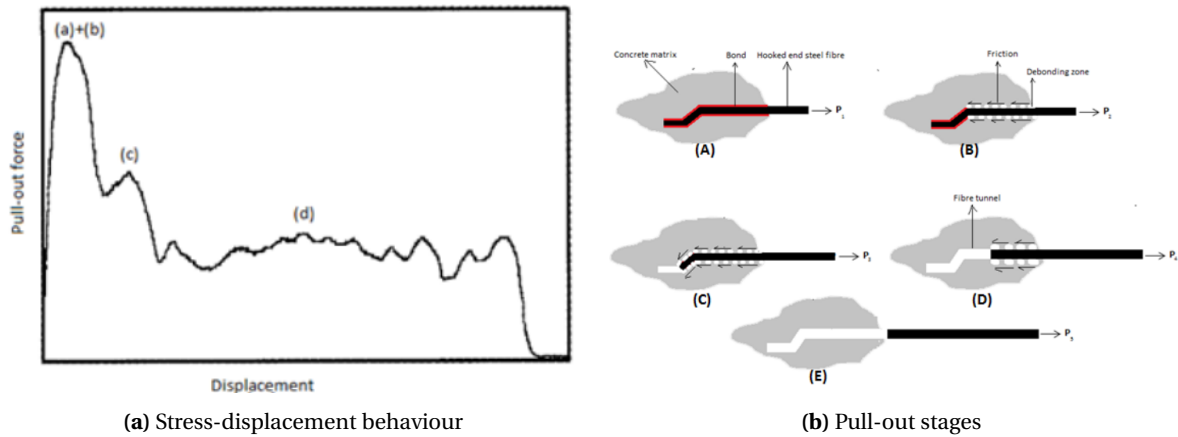 (a)+(b)
(c)
(d)
Pull-out force
Displacement
(a) Stress-displacement behaviour
Concrete matrix
Bond
Hooked end steel fibre
P1
(A)
Friction
Debonding zone
P2
(B)
P3
(C)
Fibre tunnel
P4
(D)
(E)
(b) Pull-out stages